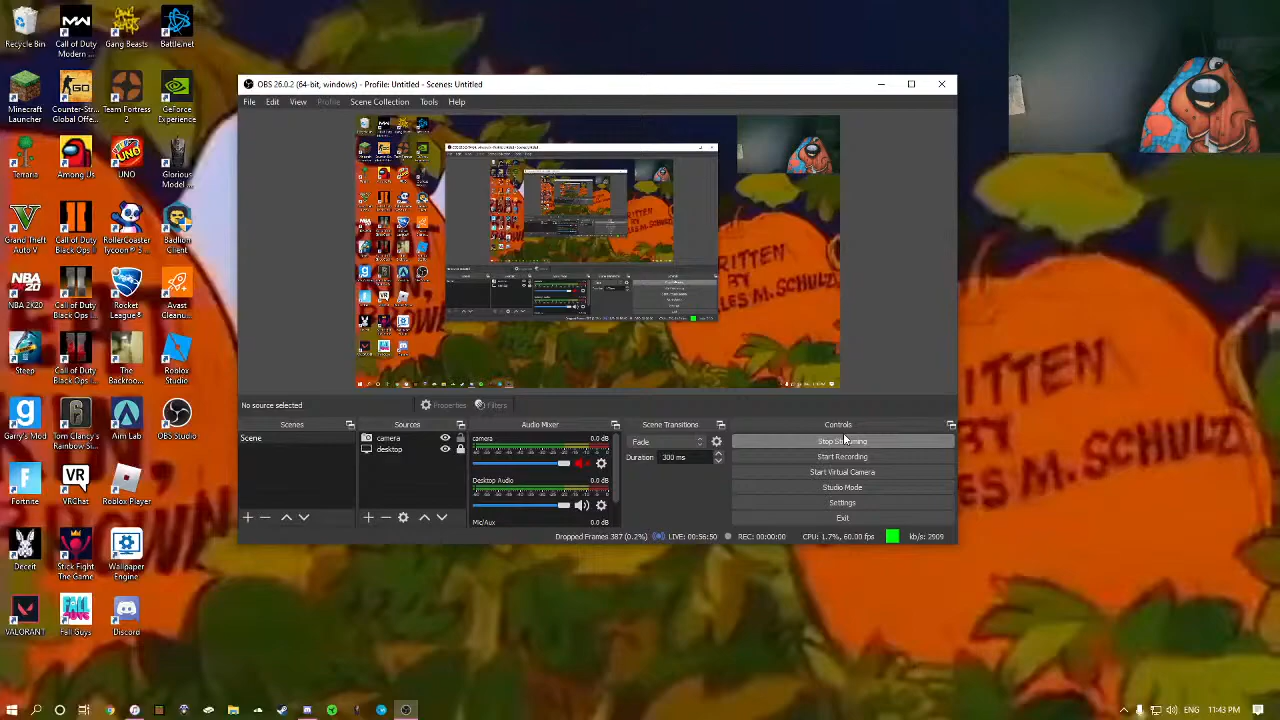 Recycle Bin
Call of Duty Modern ...
Gang Beasts
Battle.net
Minecraft Launcher
Counter-Str... Global Offe...
Team Fortress 2
GeForce Experience
Terraria
Among Us
UNO
Glorious Model ...
Grand Theft Auto V
Call of Duty Black Ops ...
RollerCoaster Tycoon® 3...
Badlion Client
NBA 2K20
Call of Duty Black Ops ...
Rocket League®
Avast Cleanu...
Steep
Call of Duty Black Ops ...
The Backroo...
Roblox Studio
Garry's Mod
Tom Clancy's Rainbow Si...
Aim Lab
OBS Studio
Fortnite
VRChat
Roblox Player
Deceit
Stick Fight The Game
Wallpaper Engine
VALORANT
Fall Guys
Discord
OBS 26.0.2 (64-bit, windows) - Profile: Untitled - Scenes: Untitled
File Edit View Profile Scene Collection Tools Help
No source selected
Properties
Filters
Scenes
Sources
Audio Mixer
Scene Transitions
Controls
Scene
camera
desktop
camera
0.0 dB
Desktop Audio
0.0 dB
Mic/Aux
0.0 dB
Fade
Duration
300 ms
Stop Streaming
Start Recording
Start Virtual Camera
Studio Mode
Settings
Exit
Dropped Frames 387 (0.2%)
LIVE: 00:56:50
REC: 00:00:00
CPU: 1.7%, 60.00 fps
kb/s: 2909
RITTEN
BY
LES M. SCHULZ
ENG
11:43 PM